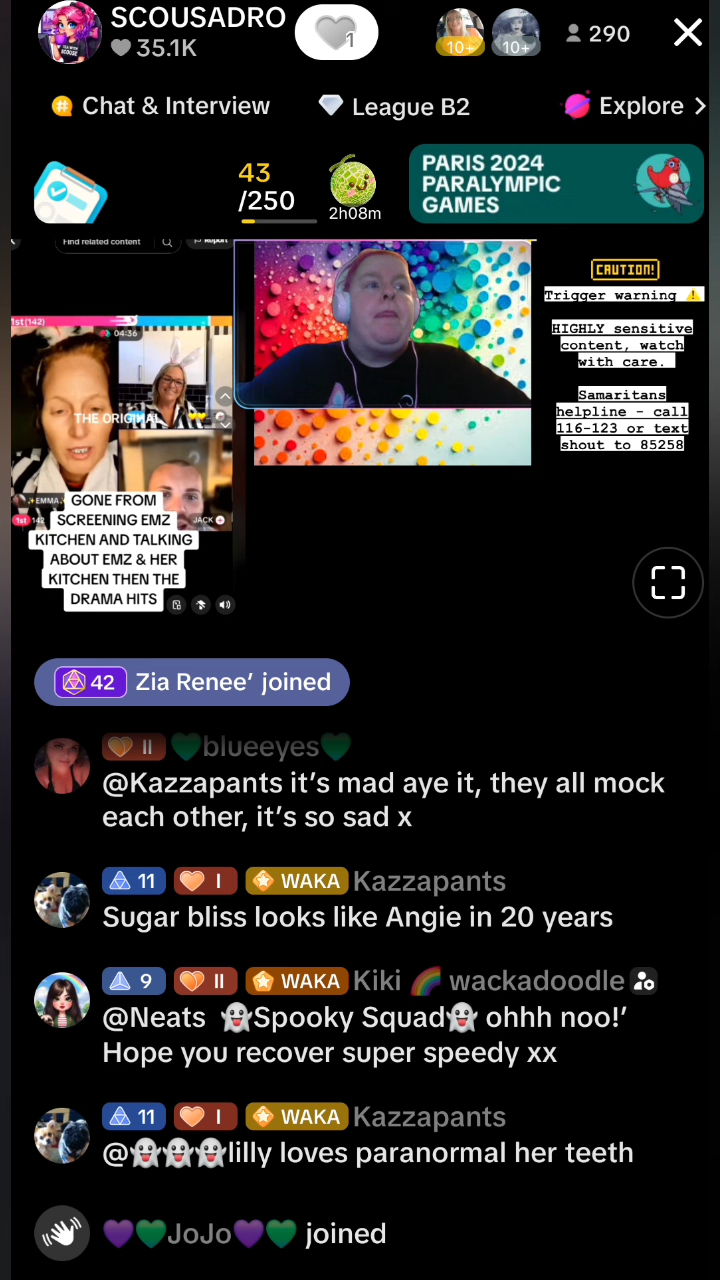 SCOUSADRO
35.1K
1
10+
10+
290
Chat & Interview
League B2
Explore >
43
/250
2h08m
PARIS 2024
PARALYMPIC
GAMES
Find related content
Report
1st(142)
04:36
THE ORIGINAL
EMMA
1st 142
JACK
GONE FROM
SCREENING EMZ
KITCHEN AND TALKING
ABOUT EMZ & HER
KITCHEN THEN THE
DRAMA HITS
CAUTION!
Trigger warning ⚠️
HIGHLY sensitive
content, watch
with care.
Samaritans
helpline - call
116-123 or text
shout to 85258
42 Zia Renee’ joined
II 💚blueeyes💚
@Kazzapants it’s mad aye it, they all mock
each other, it’s so sad x
11 I WAKA Kazzapants
Sugar bliss looks like Angie in 20 years
9 II WAKA Kiki 🌈 wackadoodle
@Neats 👻Spooky Squad👻 ohhh noo!’
Hope you recover super speedy xx
11 I WAKA Kazzapants
@👻👻👻lilly loves paranormal her teeth
💜💚JoJo💜💚 joined